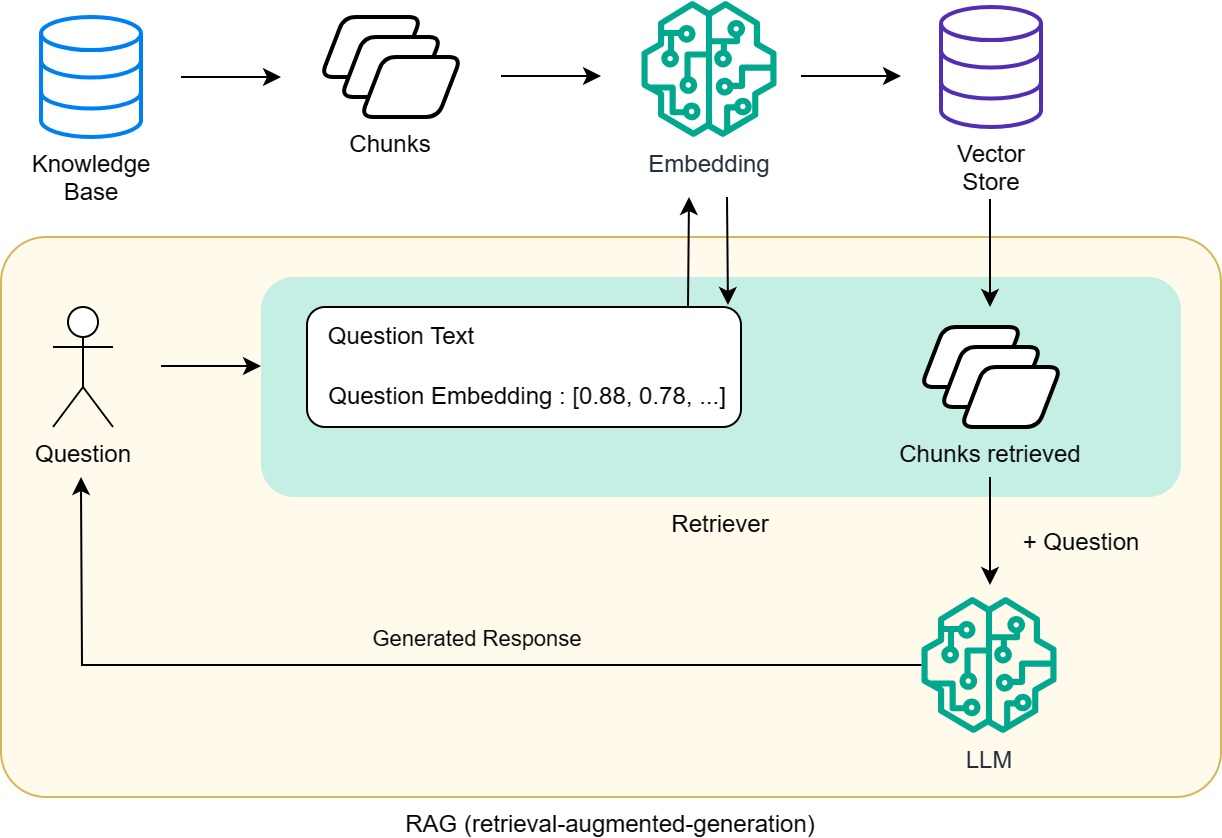 Chunks
Knowledge
Base
Embedding
Vector
Store
Question Text
Question Embedding : [0.88, 0.78, ...]
Question
Chunks retrieved
Retriever
+ Question
Generated Response
LLM
RAG (retrieval-augmented-generation)